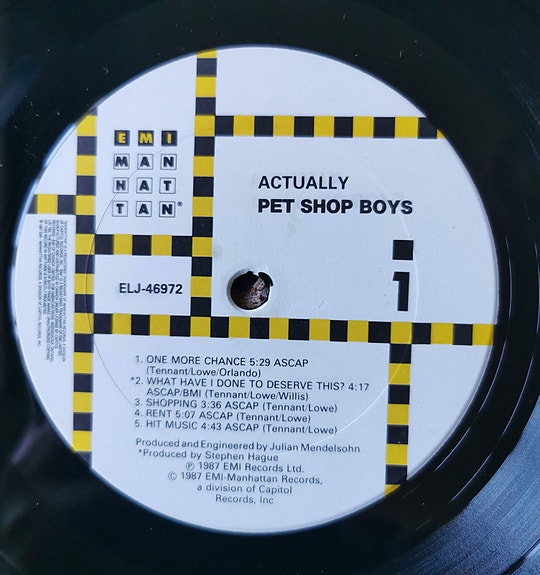 EMI
MAN
HAT
TAN®
ACTUALLY
PET SHOP BOYS
1
ELJ-46972
1. ONE MORE CHANCE 5:29 ASCAP
(Tennant/Lowe/Orlando)
*2. WHAT HAVE I DONE TO DESERVE THIS? 4:17
ASCAP/BMI (Tennant/Lowe/Willis)
3. SHOPPING 3:36 ASCAP (Tennant/Lowe)
4. RENT 5:07 ASCAP (Tennant/Lowe)
5. HIT MUSIC 4:43 ASCAP (Tennant/Lowe)
Produced and Engineered by Julian Mendelsohn
*Produced by Stephen Hague
℗ 1987 EMI Records Ltd.
© 1987 EMI-Manhattan Records,
a division of Capitol
Records, Inc